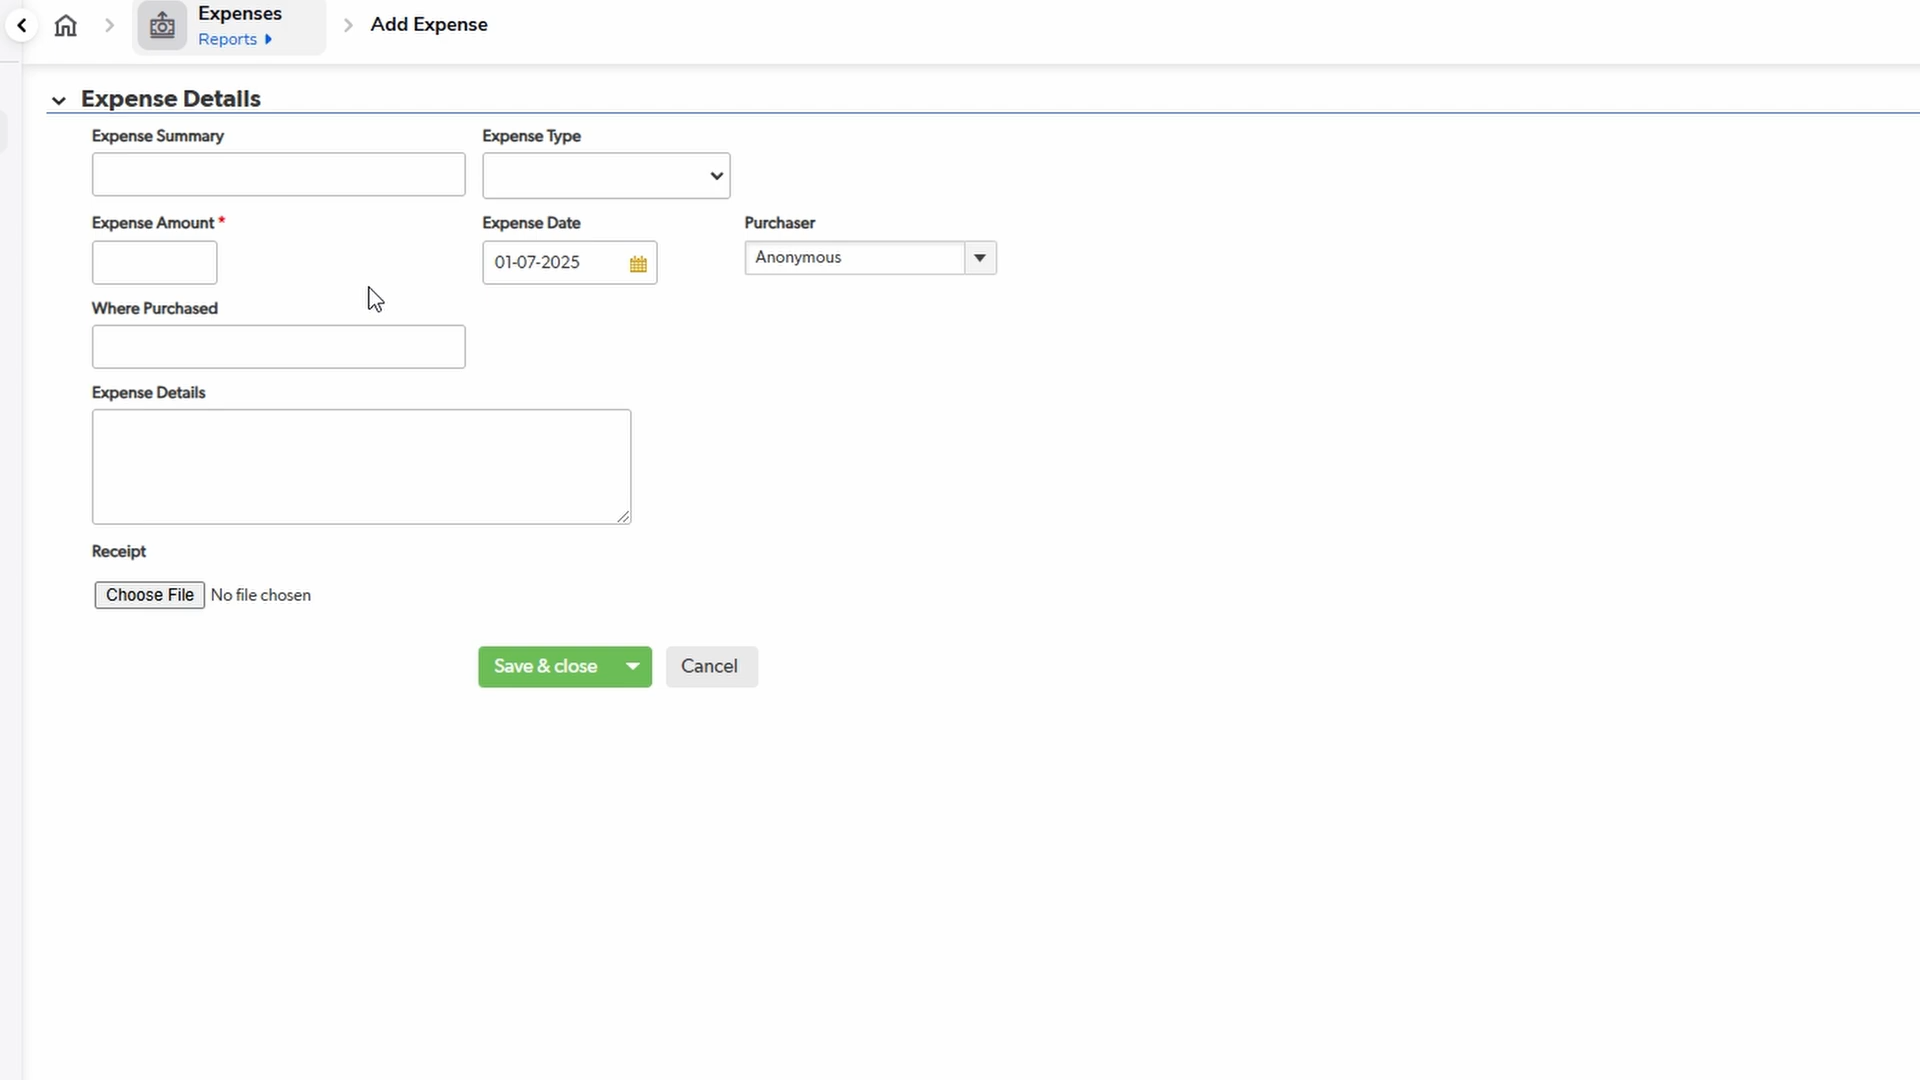 Expenses
Reports
Add Expense
Expense Details
Expense Summary
Expense Type
Expense Amount *
Expense Date
Purchaser
01-07-2025
Anonymous
Where Purchased
Expense Details
Receipt
Choose File No file chosen
Save & close
Cancel